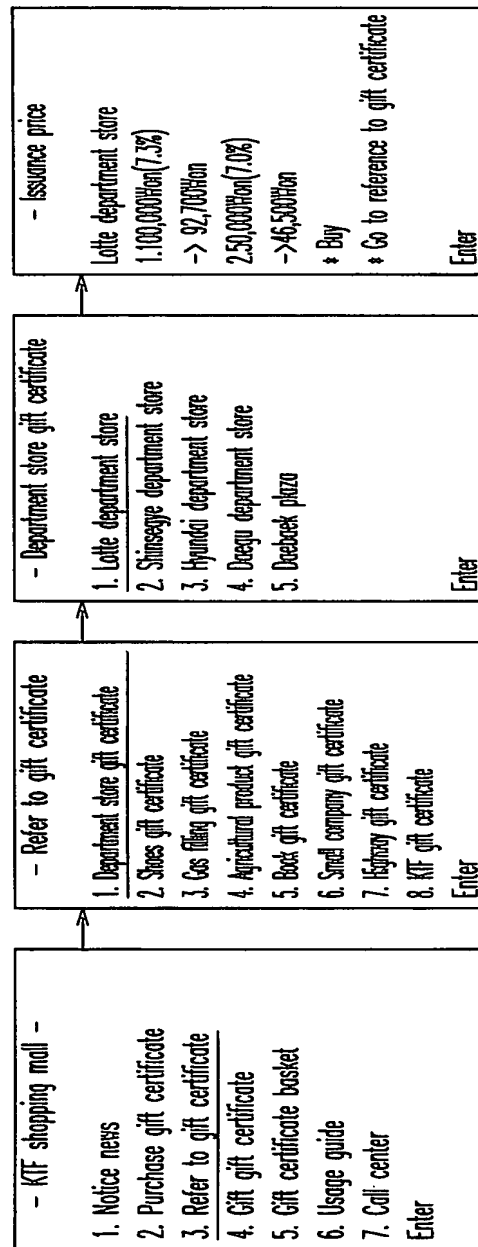 - KTF shopping mall -
1. Notice news
2. Purchase gift certificate
3. Refer to gift certificate
4. Gift gift certificate
5. Gift certificate basket
6. Usage guide
7. Call center
Enter
- Refer to gift certificate
1. Department store gift certificate
2. Shoes gift certificate
3. Gas filling gift certificate
4. Agricultural product gift certificate
5. Book gift certificate
6. Small company gift certificate
7. Highway gift certificate
8. KTF gift certificate
Enter
- Department store gift certificate
1. Lotte department store
2. Shinsegye department store
3. Hyundai department store
4. Daegu department store
5. Daebaek plaza
Enter
- Issuance price
Lotte department store
1.100,000Won(7.3%)
-> 92,700Won
2.50,000Won(7.0%)
->46,500Won
* Buy
* Go to reference to gift certificate
Enter